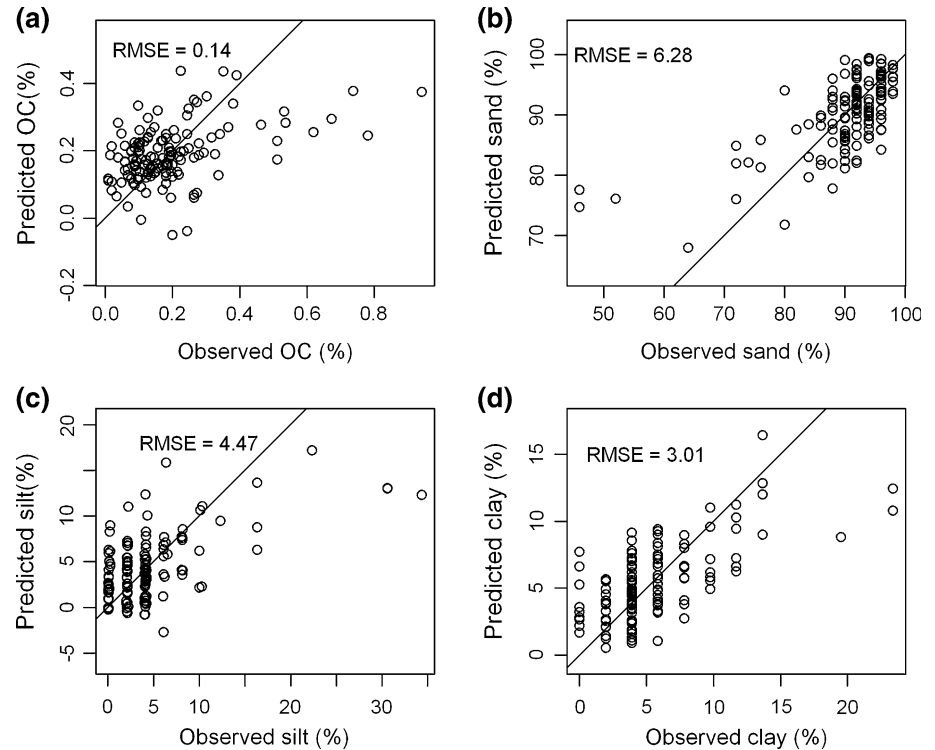 (a)
RMSE = 0.14
Predicted OC(%)
-0.2 0.0 0.2 0.4
0.0 0.2 0.4 0.6 0.8
Observed OC (%)
(b)
RMSE = 6.28
Predicted sand (%)
70 80 90 100
50 60 70 80 90 100
Observed sand (%)
(c)
RMSE = 4.47
Predicted silt(%)
-5 0 5 10 20
0 5 10 20 30
Observed silt (%)
(d)
RMSE = 3.01
Predicted clay (%)
0 5 10 15
0 5 10 15 20
Observed clay (%)